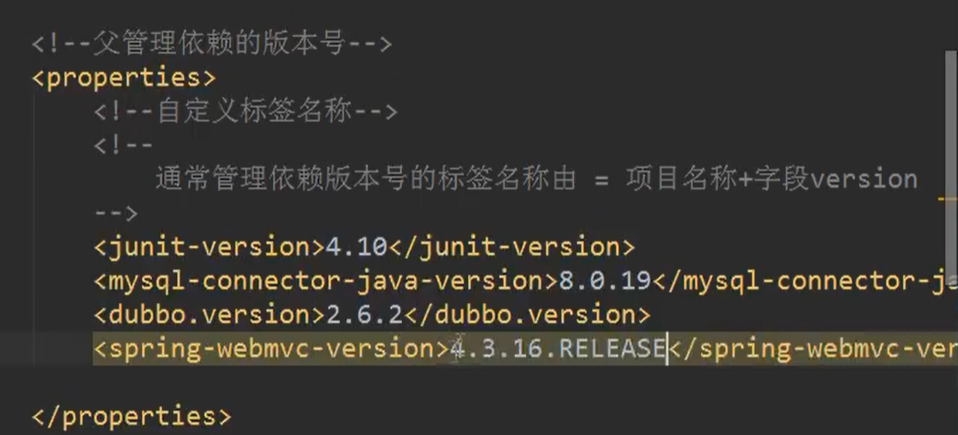 <!--父管理依赖的版本号-->
<properties>
<!--自定义标签名称-->
<!--
通常管理依赖版本号的标签名称由 = 项目名称+字段version
-->
<junit-version>4.10</junit-version>
<mysql-connector-java-version>8.0.19</mysql-connector-ja
<dubbo.version>2.6.2</dubbo.version>
<spring-webmvc-version>4.3.16.RELEASE</spring-webmvc-ver
</properties>